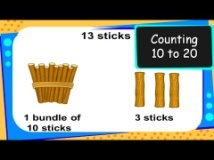 13 sticks
Counting
10 to 20
1 bundle of
10 sticks
3 sticks